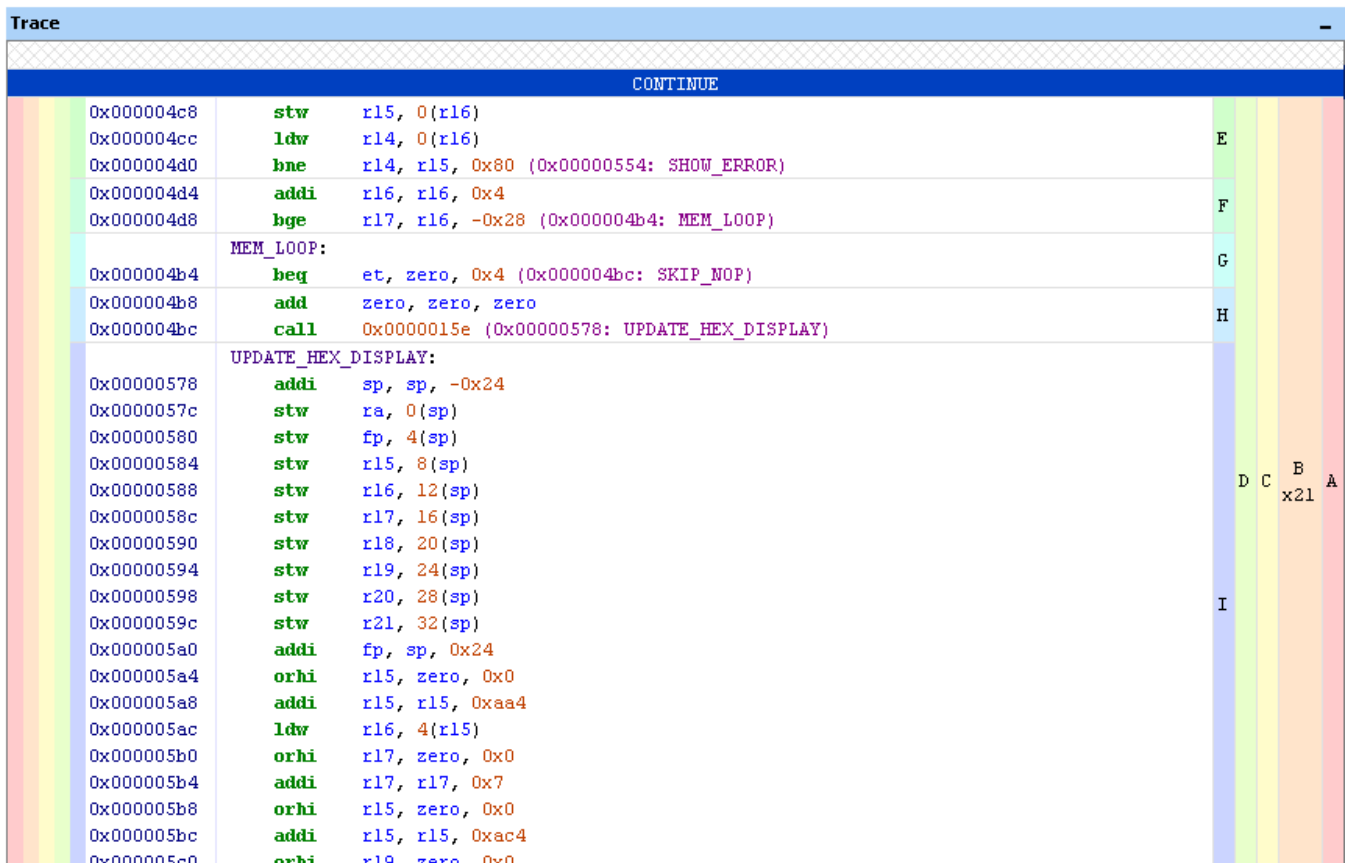 Trace
CONTINUE
0x000004c8 stw r15, 0(r16)
0x000004cc ldw r14, 0(r16)
E
0x000004d0 bne r14, r15, 0x80 (0x00000554: SHOW_ERROR)
0x000004d4 addi r16, r16, 0x4
F
0x000004d8 bge r17, r16, -0x28 (0x000004b4: MEM_LOOP)
MEM_LOOP:
G
0x000004b4 beq et, zero, 0x4 (0x000004bc: SKIP_NOP)
0x000004b8 add zero, zero, zero
H
0x000004bc call 0x0000015e (0x00000578: UPDATE_HEX_DISPLAY)
UPDATE_HEX_DISPLAY:
0x00000578 addi sp, sp, -0x24
0x0000057c stw ra, 0(sp)
0x00000580 stw fp, 4(sp)
0x00000584 stw r15, 8(sp)
D C B x21 A
0x00000588 stw r16, 12(sp)
0x0000058c stw r17, 16(sp)
0x00000590 stw r18, 20(sp)
0x00000594 stw r19, 24(sp)
0x00000598 stw r20, 28(sp)
I
0x0000059c stw r21, 32(sp)
0x000005a0 addi fp, sp, 0x24
0x000005a4 orhi r15, zero, 0x0
0x000005a8 addi r15, r15, 0xaa4
0x000005ac ldw r16, 4(r15)
0x000005b0 orhi r17, zero, 0x0
0x000005b4 addi r17, r17, 0x7
0x000005b8 orhi r15, zero, 0x0
0x000005bc addi r15, r15, 0xac4
0x000005c0 orhi r19, zero, 0x0